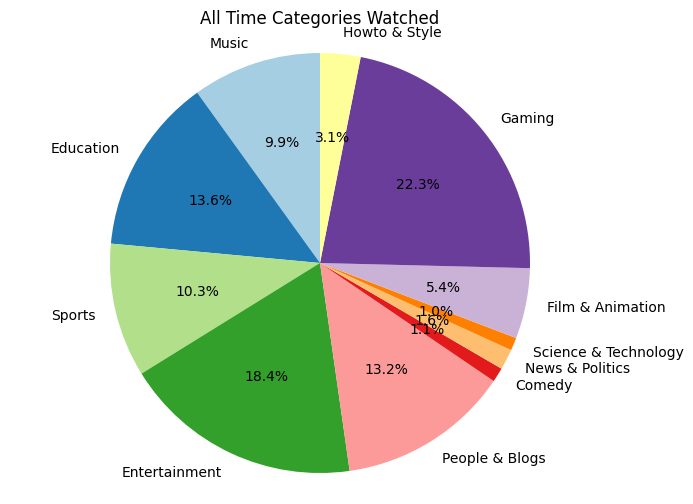 All Time Categories Watched
Howto & Style
Music
3.1%
Gaming
9.9%
Education
22.3%
13.6%
Sports
10.3%
5.4%
Film & Animation
1.0%
1.6%
1.1%
Science & Technology
News & Politics
Comedy
18.4%
13.2%
Entertainment
People & Blogs